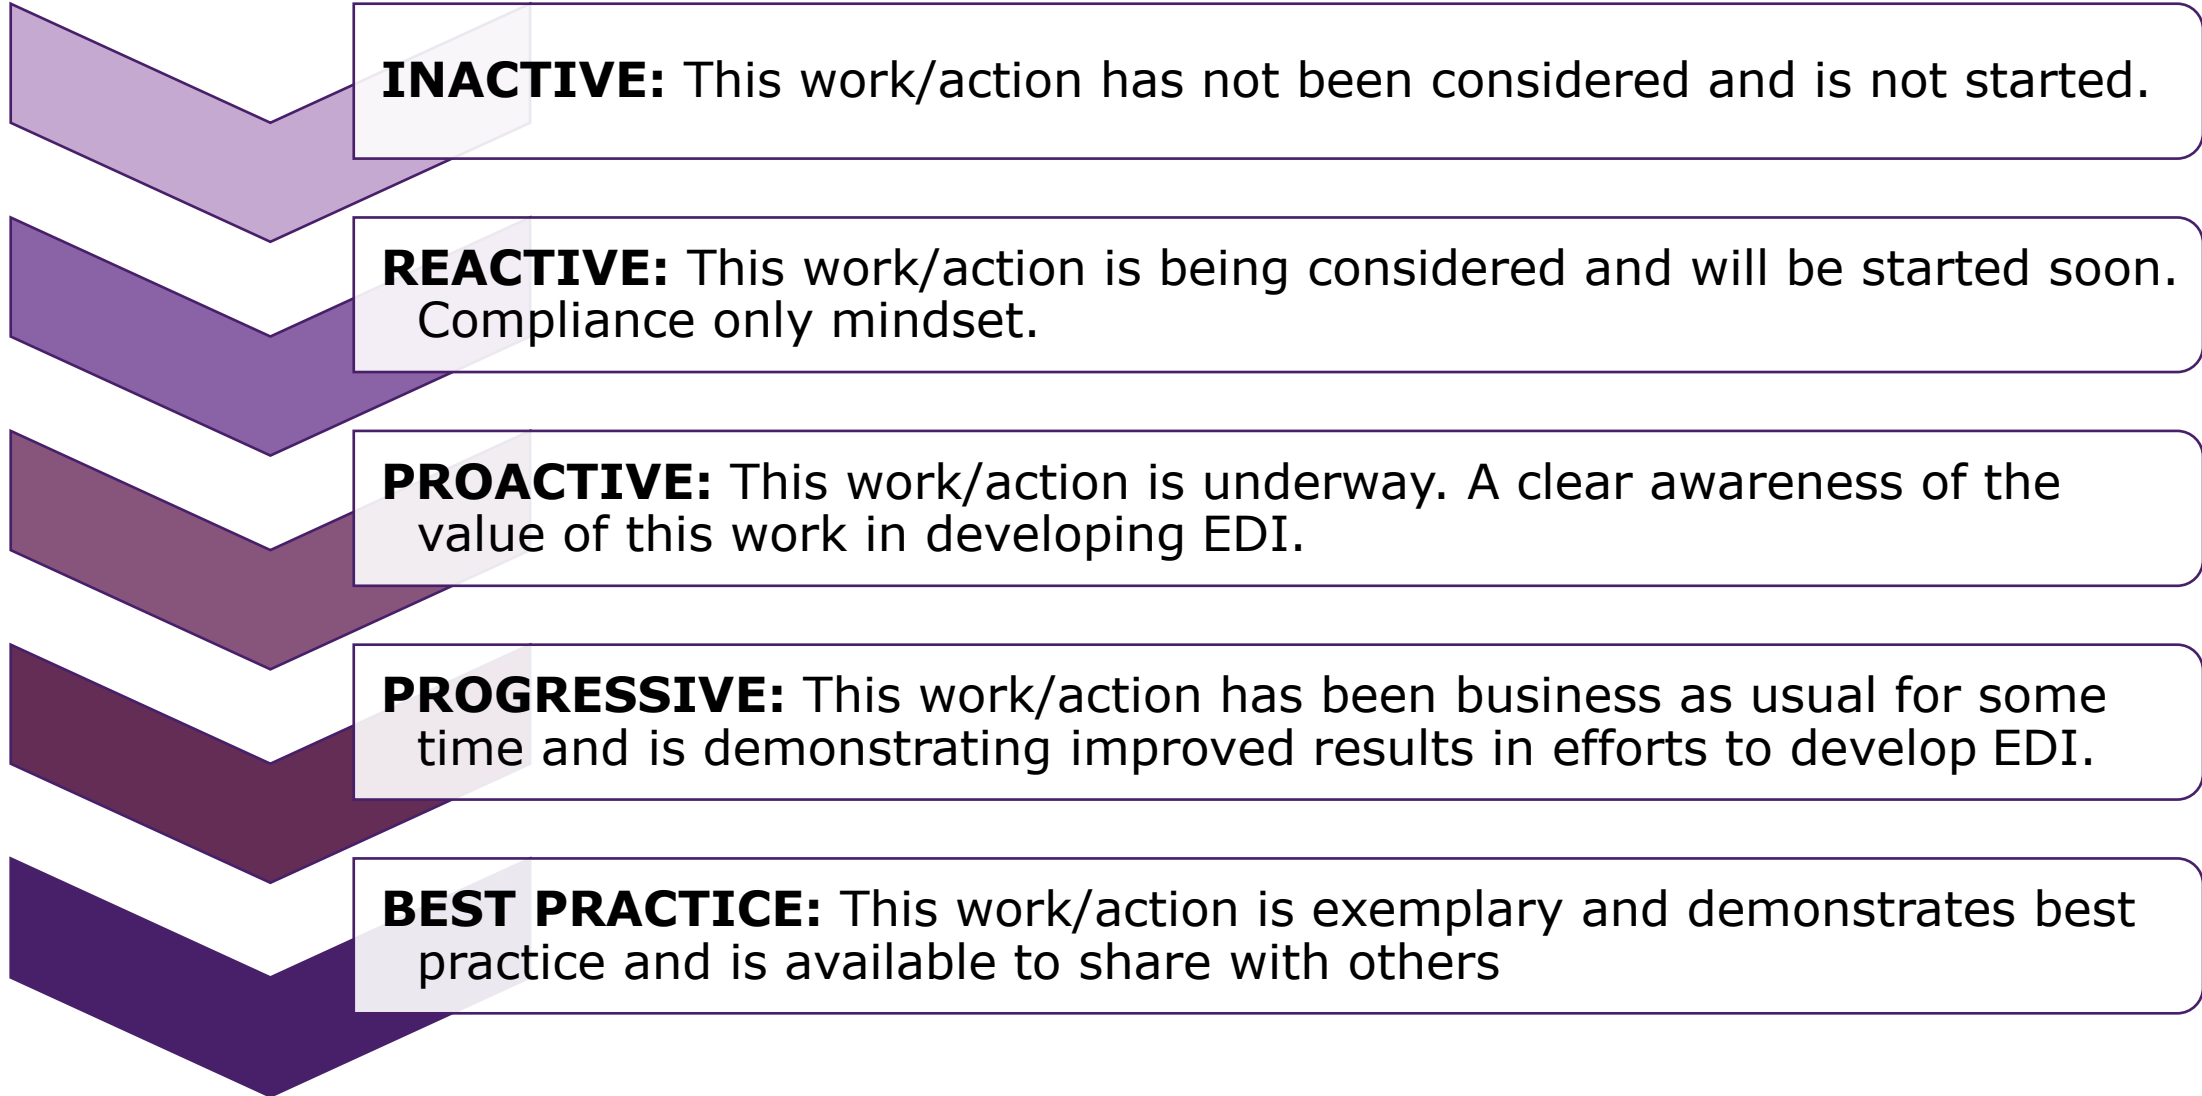 INACTIVE: This work/action has not been considered and is not started.
REACTIVE: This work/action is being considered and will be started soon.
Compliance only mindset.
PROACTIVE: This work/action is underway. A clear awareness of the
value of this work in developing EDI.
PROGRESSIVE: This work/action has been business as usual for some
time and is demonstrating improved results in efforts to develop EDI.
BEST PRACTICE: This work/action is exemplary and demonstrates best
practice and is available to share with others